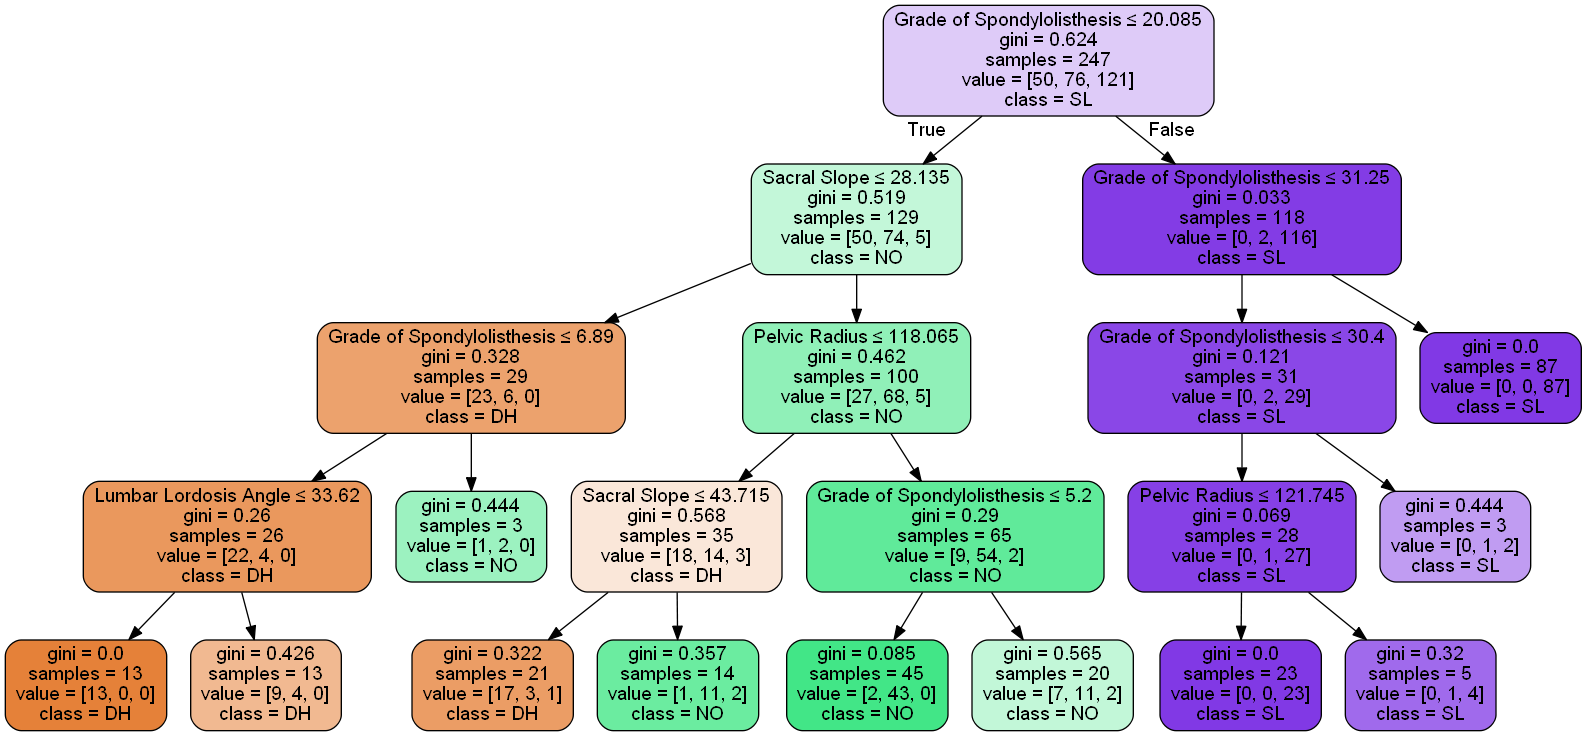 Grade of Spondylolisthesis ≤ 20.085
gini = 0.624
samples = 247
value = [50, 76, 121]
class = SL
True
False
Sacral Slope ≤ 28.135
gini = 0.519
samples = 129
value = [50, 74, 5]
class = NO
Grade of Spondylolisthesis ≤ 31.25
gini = 0.033
samples = 118
value = [0, 2, 116]
class = SL
Grade of Spondylolisthesis ≤ 6.89
gini = 0.328
samples = 29
value = [23, 6, 0]
class = DH
Pelvic Radius ≤ 118.065
gini = 0.462
samples = 100
value = [27, 68, 5]
class = NO
Grade of Spondylolisthesis ≤ 30.4
gini = 0.121
samples = 31
value = [0, 2, 29]
class = SL
gini = 0.0
samples = 87
value = [0, 0, 87]
class = SL
Lumbar Lordosis Angle ≤ 33.62
gini = 0.26
samples = 26
value = [22, 4, 0]
class = DH
gini = 0.444
samples = 3
value = [1, 2, 0]
class = NO
Sacral Slope ≤ 43.715
gini = 0.568
samples = 35
value = [18, 14, 3]
class = DH
Grade of Spondylolisthesis ≤ 5.2
gini = 0.29
samples = 65
value = [9, 54, 2]
class = NO
Pelvic Radius ≤ 121.745
gini = 0.069
samples = 28
value = [0, 1, 27]
class = SL
gini = 0.444
samples = 3
value = [0, 1, 2]
class = SL
gini = 0.0
samples = 13
value = [13, 0, 0]
class = DH
gini = 0.426
samples = 13
value = [9, 4, 0]
class = DH
gini = 0.322
samples = 21
value = [17, 3, 1]
class = DH
gini = 0.357
samples = 14
value = [1, 11, 2]
class = NO
gini = 0.085
samples = 45
value = [2, 43, 0]
class = NO
gini = 0.565
samples = 20
value = [7, 11, 2]
class = NO
gini = 0.0
samples = 23
value = [0, 0, 23]
class = SL
gini = 0.32
samples = 5
value = [0, 1, 4]
class = SL